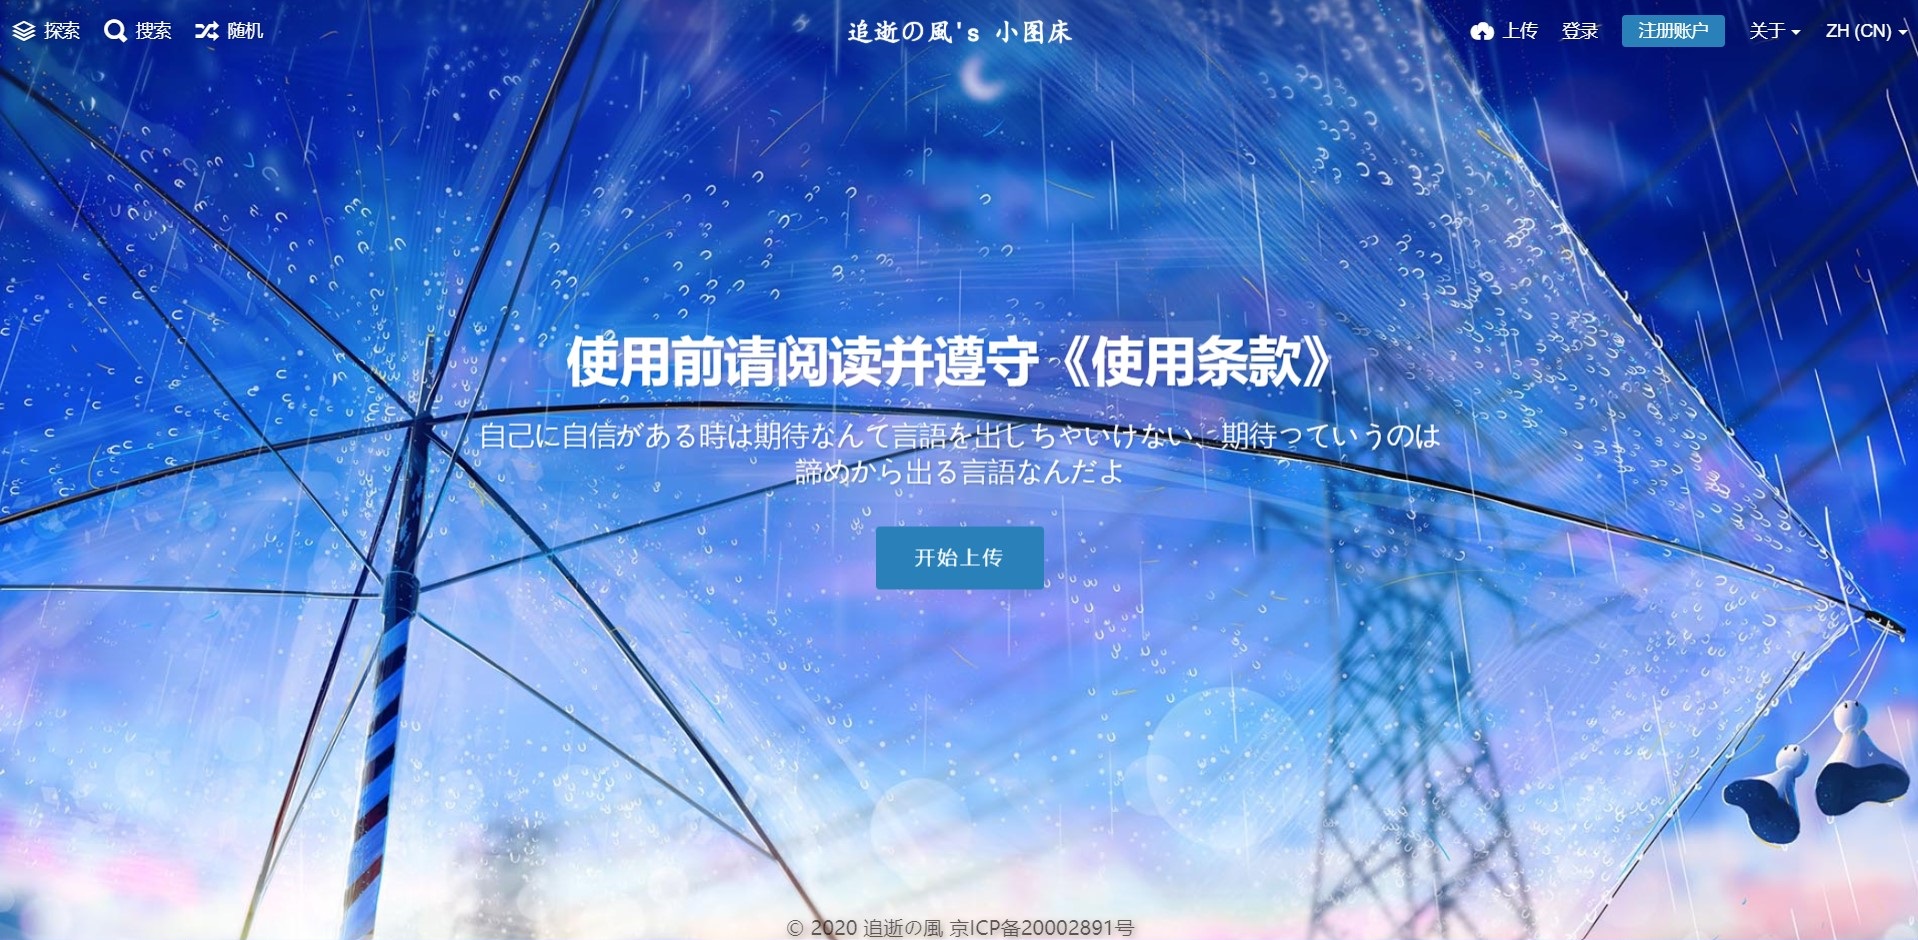 探索 搜索 随机 追逝の風's 小图床 上传 登录 注册账户 关于 ZH (CN)
使用前请阅读并遵守《使用条款》
自己に自信がある時は期待なんて言語を出しちゃいけない、期待っていうのは
諦めから出る言語なんだよ
开始上传
© 2020 追逝の風 京ICP备20002891号